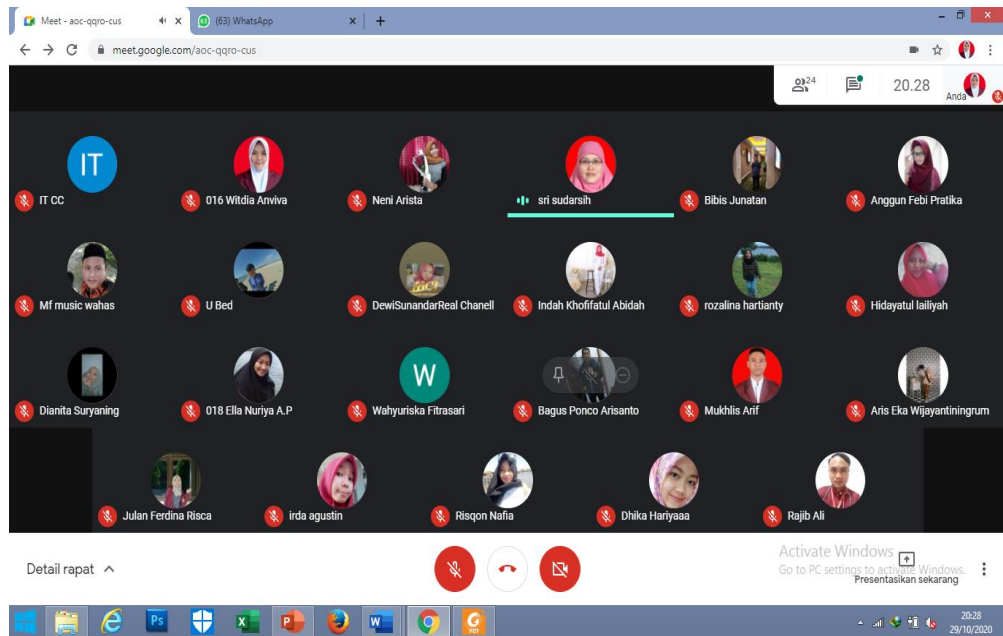 Meet - aoc-qqro-cus
(63) WhatsApp
meet.google.com/aoc-qqro-cus
24
20.28
Anda
IT
IT CC
016 Witdia Anviva
Neni Arista
sri sudarsih
Bibis Junatan
Anggun Febi Pratika
Mf music wahas
U Bed
DewiSunandarReal Chanell
Indah Khofifatul Abidah
rozalina hartianty
Hidayatul lailiyah
Dianita Suryaning
018 Ella Nuriya A.P
W
Wahyuriska Fitrasari
Bagus Ponco Arisanto
Mukhlis Arif
Aris Eka Wijayantiningrum
Julan Ferdina Risca
irda agustin
Risqon Nafia
Dhika Hariyaaa
Rajib Ali
Detail rapat
Activate Windows
Go to PC settings to activate Windows.
Presentasikan sekarang
Ps
PDF
20:28
29/10/2020